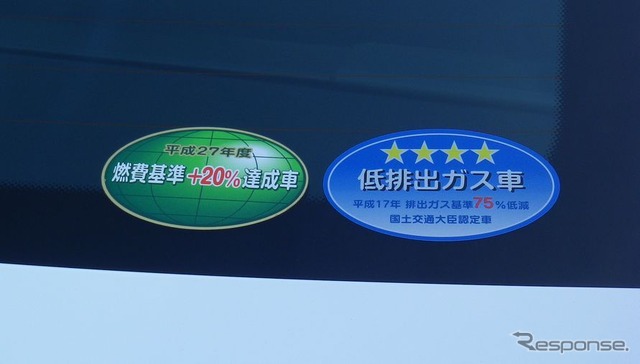 平成27年度
燃費基準+20%達成車
★★★★
低排出ガス車
平成17年 排出ガス基準75%低減
国土交通大臣認定車
Response.